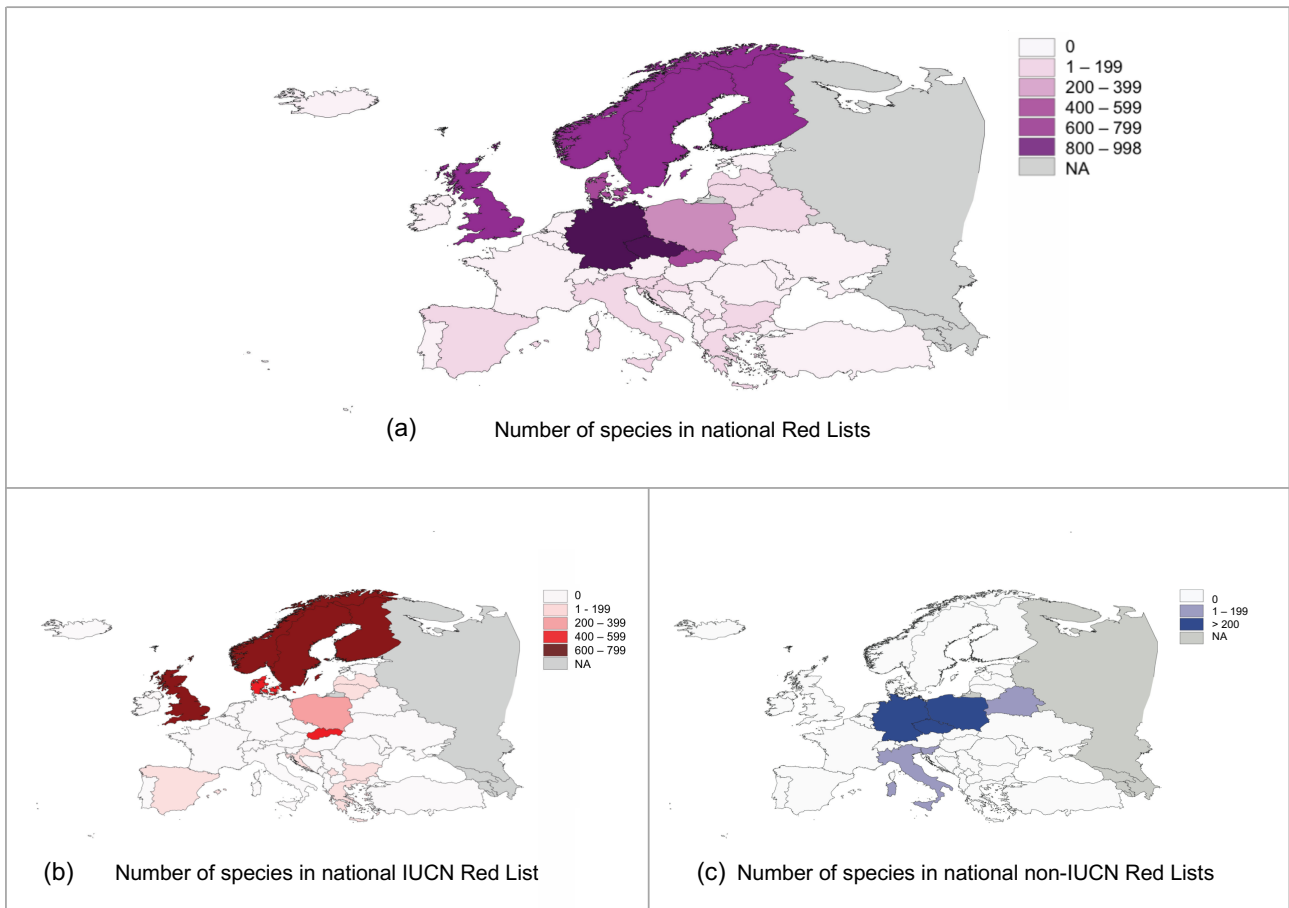 0
1 – 199
200 – 399
400 – 599
600 – 799
800 – 998
NA
(a) Number of species in national Red Lists
0
1 - 199
200 – 399
400 – 599
600 – 799
NA
(b) Number of species in national IUCN Red List
0
1 – 199
> 200
NA
(c) Number of species in national non-IUCN Red Lists